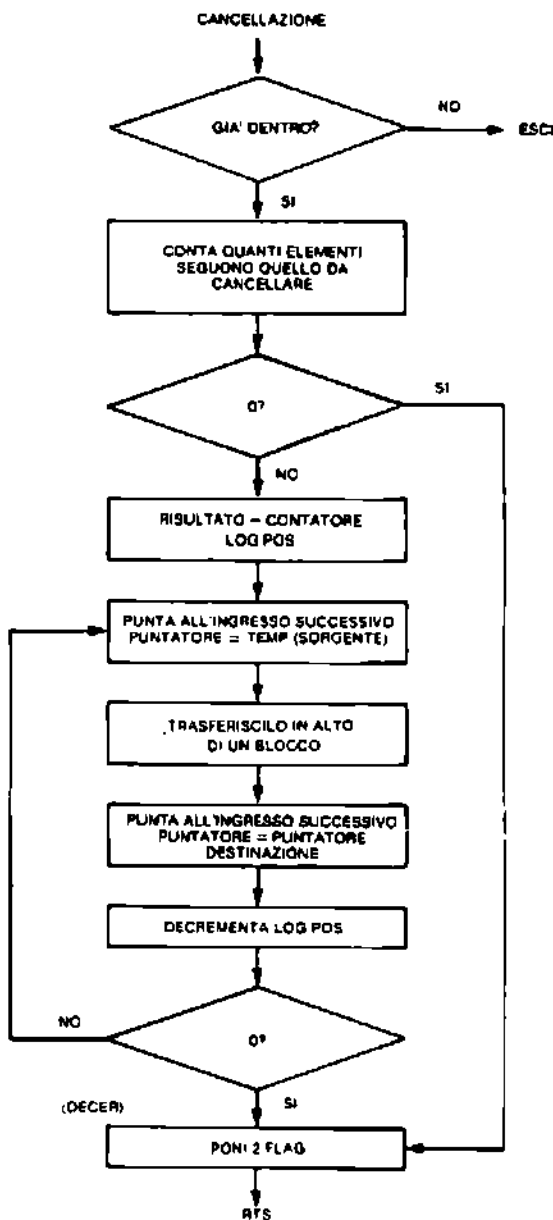 CANCELLAZIONE
GIA' DENTRO?
NO
ESCI
SI
CONTA QUANTI ELEMENTI
SEGUONO QUELLO DA
CANCELLARE
0?
SI
NO
RISULTATO – CONTATORE
LOG POS
PUNTA ALL'INGRESSO SUCCESSIVO
PUNTATORE = TEMP (SORGENTE)
TRASFERISCILO IN ALTO
DI UN BLOCCO
PUNTA ALL'INGRESSO SUCCESSIVO
PUNTATORE = PUNTATORE
DESTINAZIONE
DECREMENTA LOG POS
NO
0?
SI
(DECER)
PONI 2 FLAG
RTS